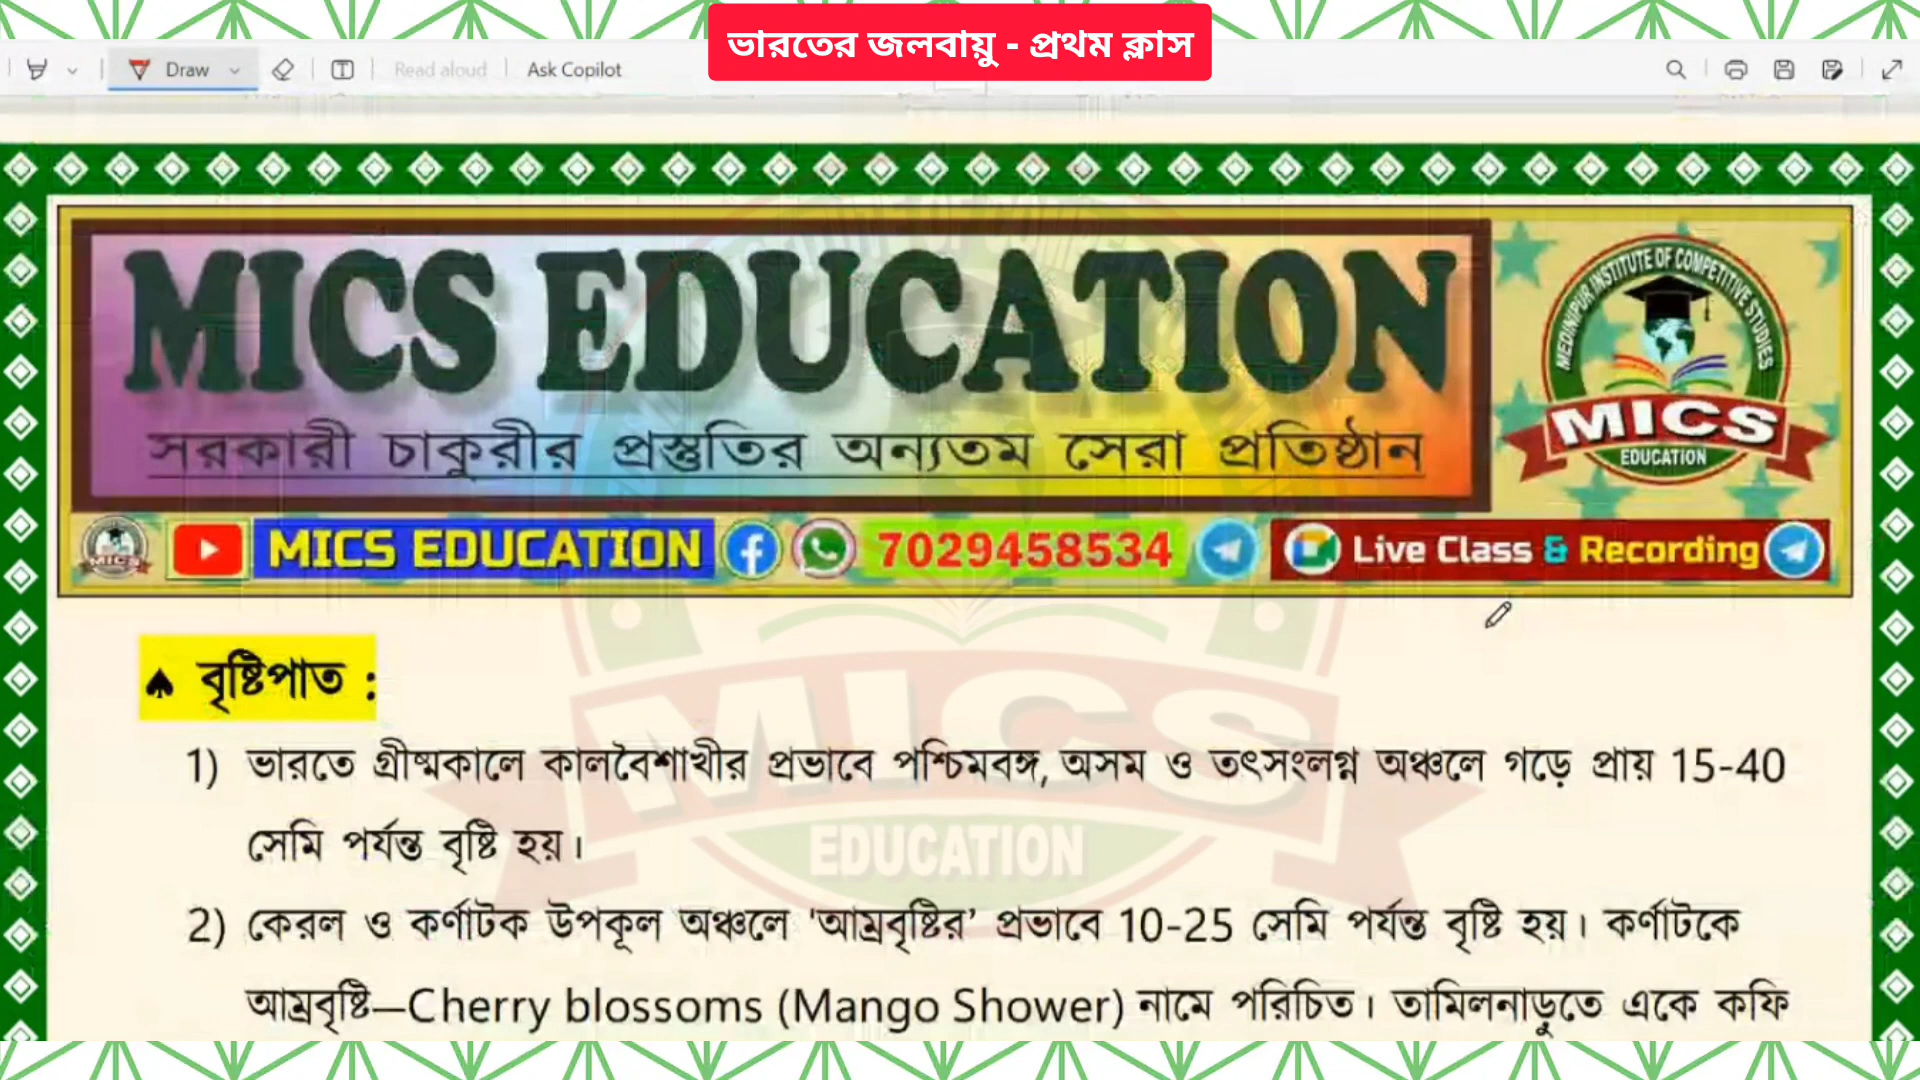 ভারতের জলবায়ু - প্রথম ক্লাস
Draw
Read aloud
Ask Copilot
MICS EDUCATION
সরকারী চাকুরীর প্রস্তুতির অন্যতম সেরা প্রতিষ্ঠান
MEDINIPUR INSTITUTE OF COMPETITIVE STUDIES
MICS
EDUCATION
MICS
MICS EDUCATION
7029458534
Live Class & Recording
♠ বৃষ্টিপাত :
1) ভারতে গ্রীষ্মকালে কালবৈশাখীর প্রভাবে পশ্চিমবঙ্গ, অসম ও তৎসংলগ্ন অঞ্চলে গড়ে প্রায় 15-40
সেমি পর্যন্ত বৃষ্টি হয়।
2) কেরল ও কর্ণাটক উপকূল অঞ্চলে 'আম্রবৃষ্টির’ প্রভাবে 10-25 সেমি পর্যন্ত বৃষ্টি হয়। কর্ণাটকে
আম্রবৃষ্টি—Cherry blossoms (Mango Shower) নামে পরিচিত। তামিলনাড়ুতে একে কফি
MICS
EDUCATION